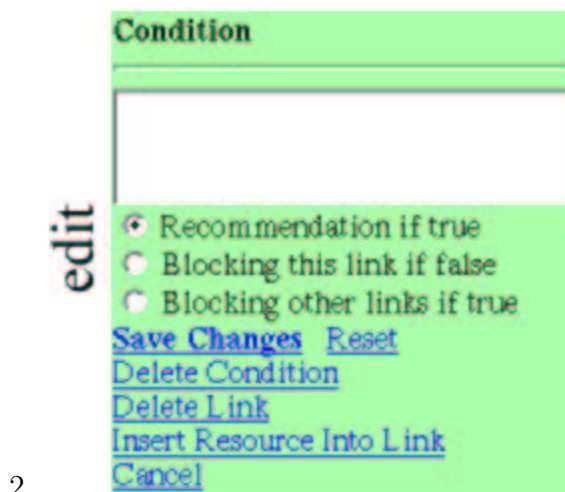 Condition
edit
Recommendation if true
Blocking this link if false
Blocking other links if true
Save Changes Reset
Delete Condition
Delete Link
Insert Resource Into Link
Cancel
2